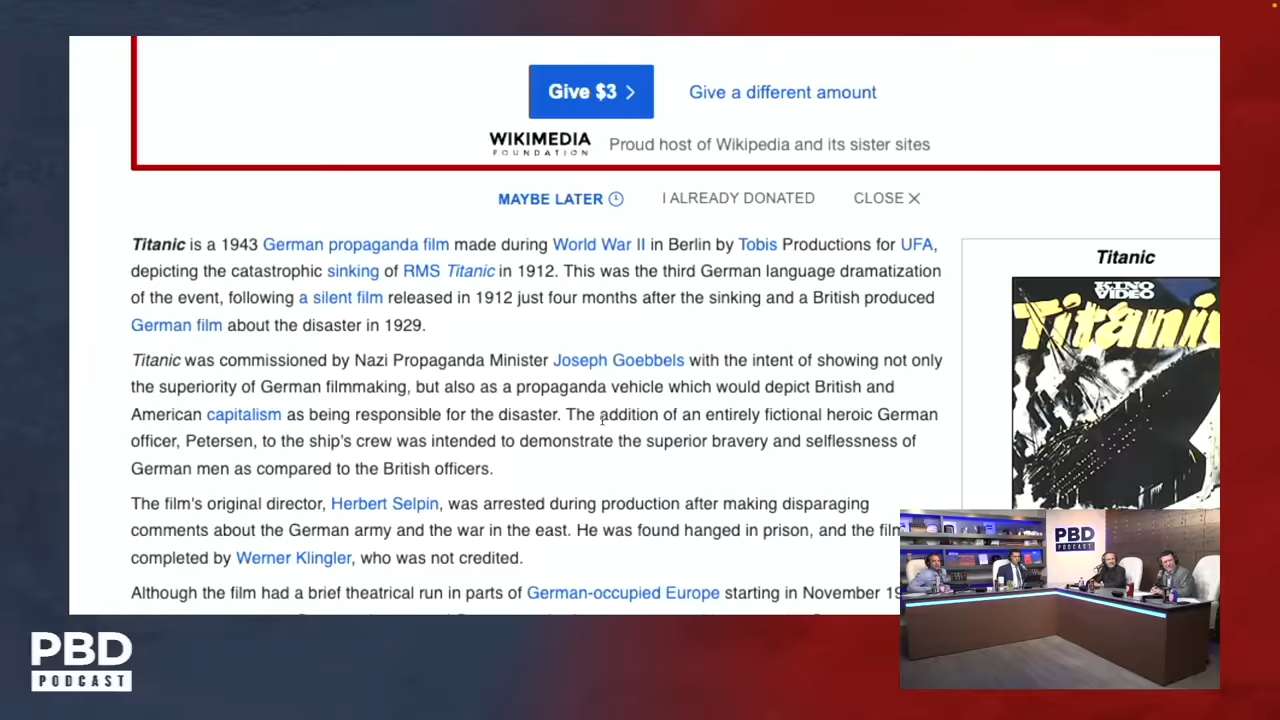 Give $3 >
Give a different amount
WIKIMEDIA
FOUNDATION
Proud host of Wikipedia and its sister sites
MAYBE LATER
I ALREADY DONATED
CLOSE X
Titanic is a 1943 German propaganda film made during World War II in Berlin by Tobis Productions for UFA,
depicting the catastrophic sinking of RMS Titanic in 1912. This was the third German language dramatization
of the event, following a silent film released in 1912 just four months after the sinking and a British produced
German film about the disaster in 1929.
Titanic was commissioned by Nazi Propaganda Minister Joseph Goebbels with the intent of showing not only
the superiority of German filmmaking, but also as a propaganda vehicle which would depict British and
American capitalism as being responsible for the disaster. The addition of an entirely fictional heroic German
officer, Petersen, to the ship's crew was intended to demonstrate the superior bravery and selflessness of
German men as compared to the British officers.
The film's original director, Herbert Selpin, was arrested during production after making disparaging
comments about the German army and the war in the east. He was found hanged in prison, and the film
completed by Werner Klingler, who was not credited.
Although the film had a brief theatrical run in parts of German-occupied Europe starting in November 19
Titanic
KINO
VIDEO
Titanic
PBD
PODCAST
PBD
PODCAST